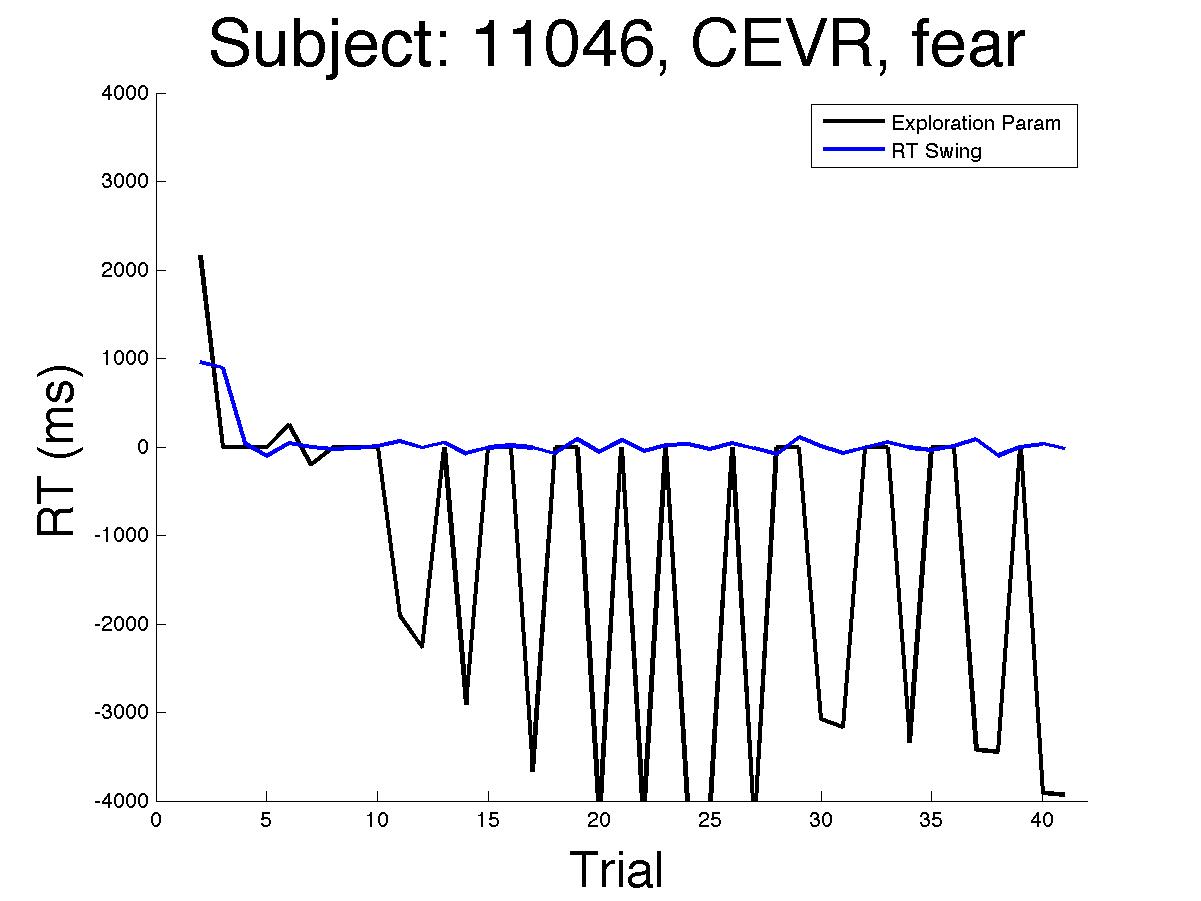 Subject: 11046, CEVR, fear
4000
3000
2000
1000
0
-1000
-2000
-3000
-4000
RT (ms)
Exploration Param
RT Swing
0 5 10 15 20 25 30 35 40
Trial